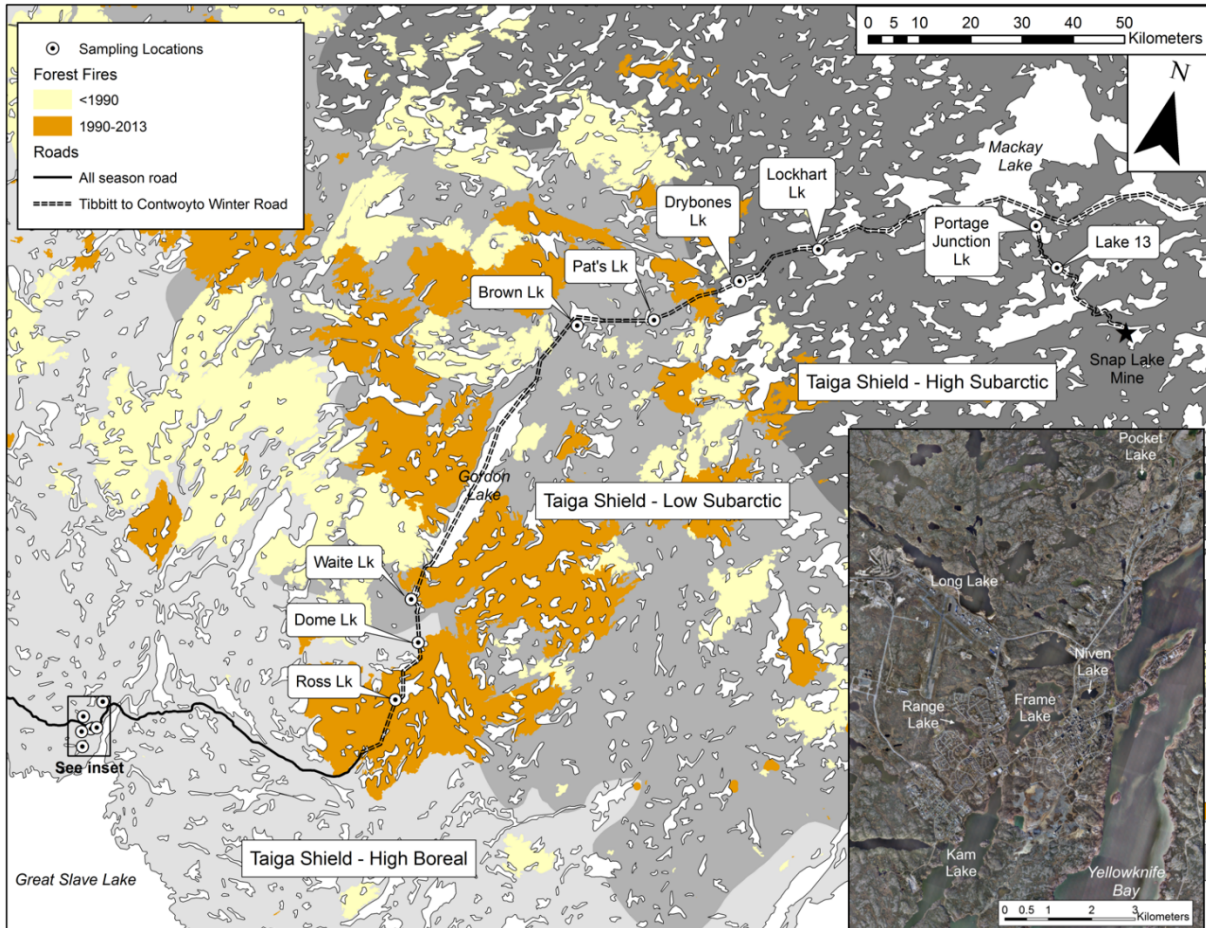 Sampling Locations
Forest Fires
<1990
1990-2013
Roads
All season road
Tibbitt to Contwoyto Winter Road
0 10 20 30 40 50
Kilometers
N
Mackay
Lake
Lockhart
Lk
Drybones
Lk
Portage
Junction
Lk
Lake 13
Pat's Lk
Brown Lk
Snap Lake
Mine
Taiga Shield - High Subarctic
Gordon
Lake
Taiga Shield - Low Subarctic
Waite Lk
Dome Lk
Ross Lk
See inset
Taiga Shield - High Boreal
Great Slave Lake
Pocket
Lake
Long Lake
Niven
Lake
Range
Lake
Frame
Lake
Kam
Lake
Yellowknife
Bay
0 0.5 1 2 3
Kilometers